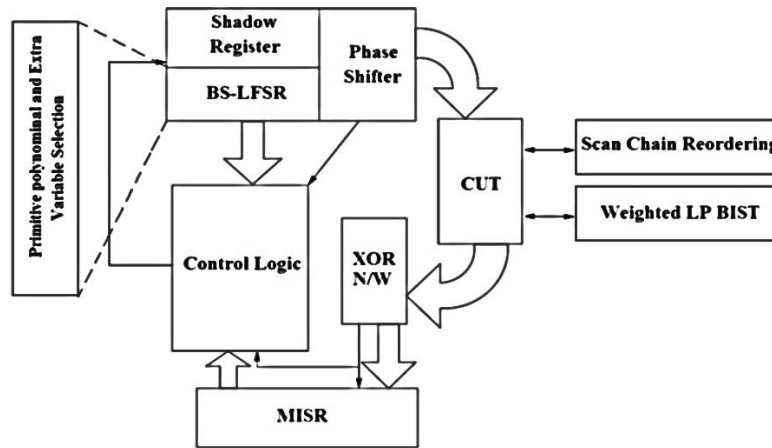 Primitive polynominal and Extra
Variable Selection
Shadow
Register
BS-LFSR
Phase
Shifter
CUT
Scan Chain Reordering
Weighted LP BIST
Control Logic
XOR
N/W
MISR